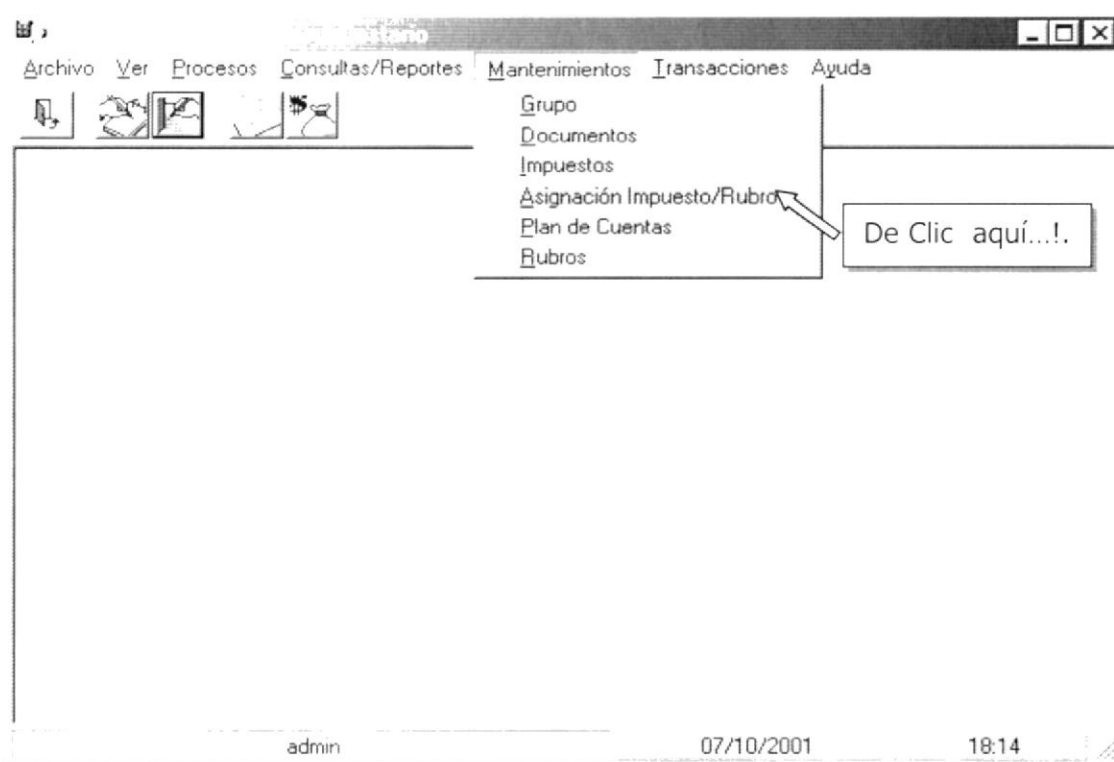 Archivo Ver Procesos Consultas/Reportes Mantenimientos Transacciones Ayuda
Grupo
Documentos
Impuestos
Asignación Impuesto/Rubro
Plan de Cuentas
Rubros
De Clic aquí...!.
admin 07/10/2001 18:14